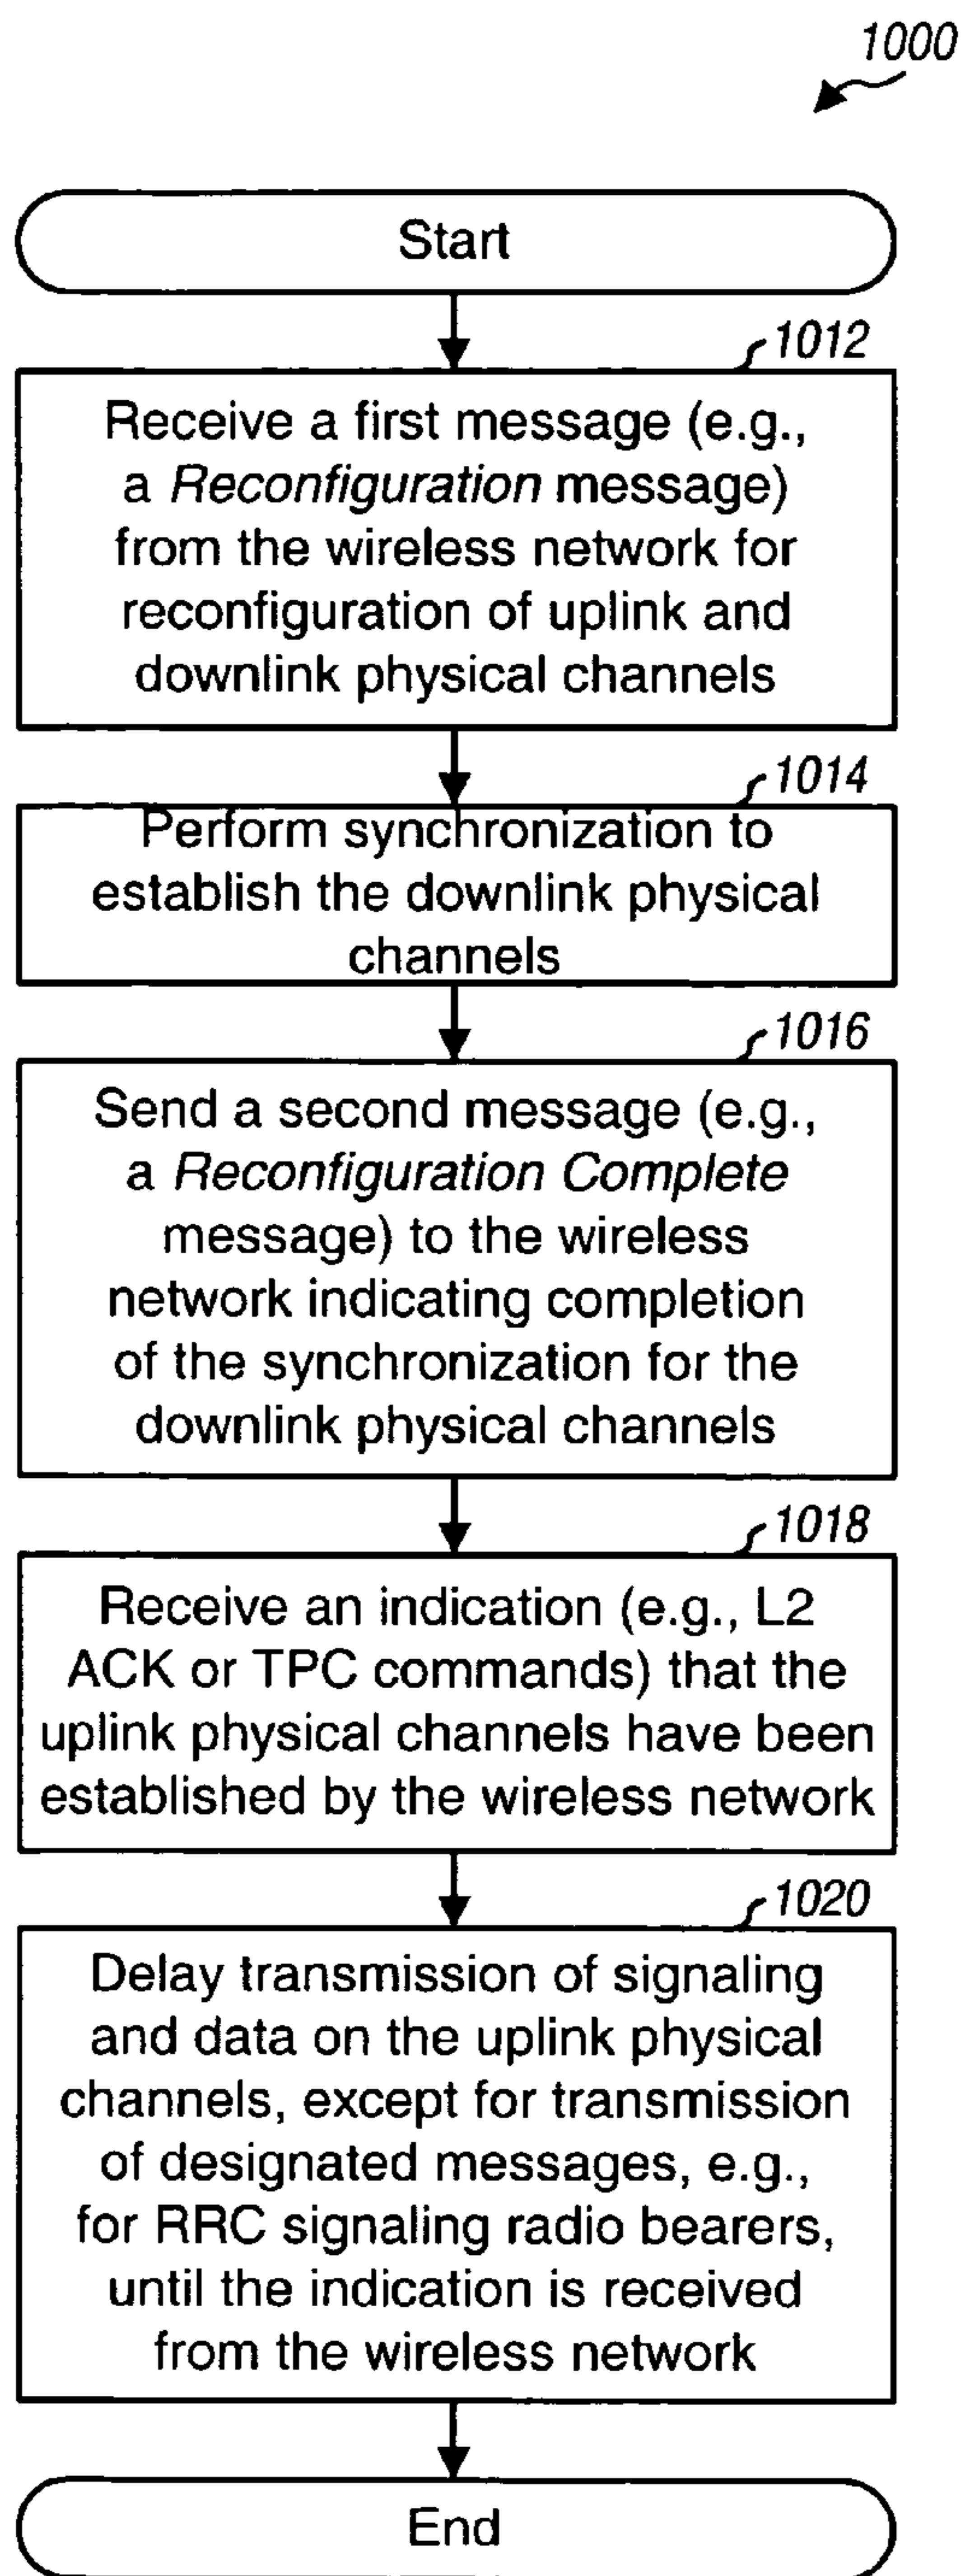 1000
Start
1012
Receive a first message (e.g.,
a Reconfiguration message)
from the wireless network for
reconfiguration of uplink and
downlink physical channels
1014
Perform synchronization to
establish the downlink physical
channels
1016
Send a second message (e.g.,
a Reconfiguration Complete
message) to the wireless
network indicating completion
of the synchronization for the
downlink physical channels
1018
Receive an indication (e.g., L2
ACK or TPC commands) that the
uplink physical channels have been
established by the wireless network
1020
Delay transmission of signaling
and data on the uplink physical
channels, except for transmission
of designated messages, e.g.,
for RRC signaling radio bearers,
until the indication is received
from the wireless network
End